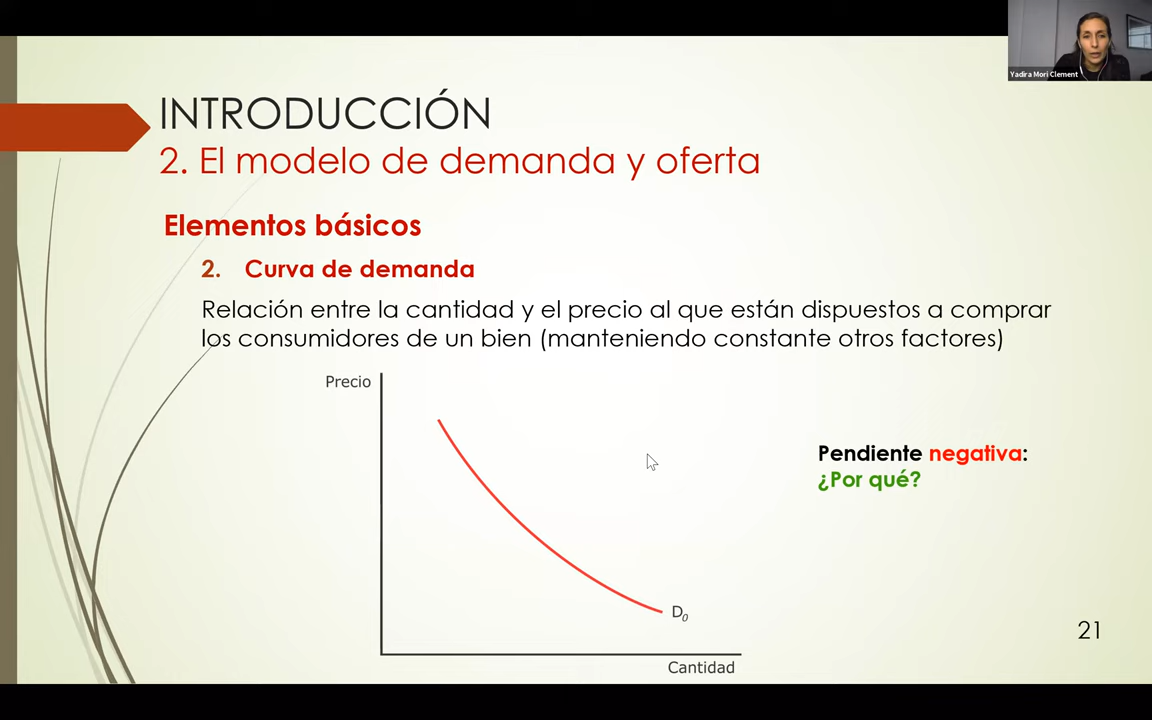 Yadira Mori Clement
INTRODUCCIÓN
2. El modelo de demanda y oferta
Elementos básicos
2. Curva de demanda
Relación entre la cantidad y el precio al que están dispuestos a comprar
los consumidores de un bien (manteniendo constante otros factores)
Precio
Pendiente negativa:
¿Por qué?
D₀
21
Cantidad